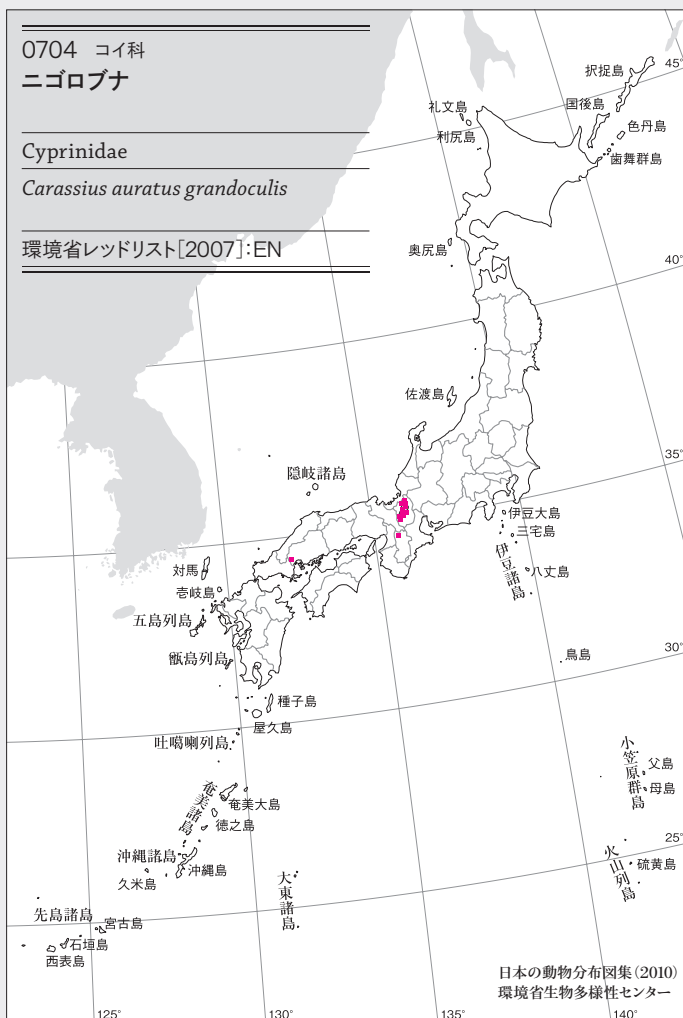 0704 コイ科
ニゴロブナ
Cyprinidae
Carassius auratus grandoculis
環境省レッドリスト[2007]:EN
45°
択捉島
国後島
礼文島
色丹島
利尻島
歯舞群島
奥尻島
40°
佐渡島
35°
隠岐諸島
伊豆大島
三宅島
伊豆諸島
八丈島
対馬
壱岐島
五島列島
甑島列島
鳥島
30°
種子島
屋久島
吐噶喇列島
小笠原群島
父島
母島
奄美諸島
奄美大島
徳之島
25°
沖縄諸島
沖縄島
久米島
火山列島
硫黄島
大東諸島
先島諸島
宮古島
石垣島
西表島
日本の動物分布図集(2010)
環境省生物多様性センター
125°
130°
135°
140°